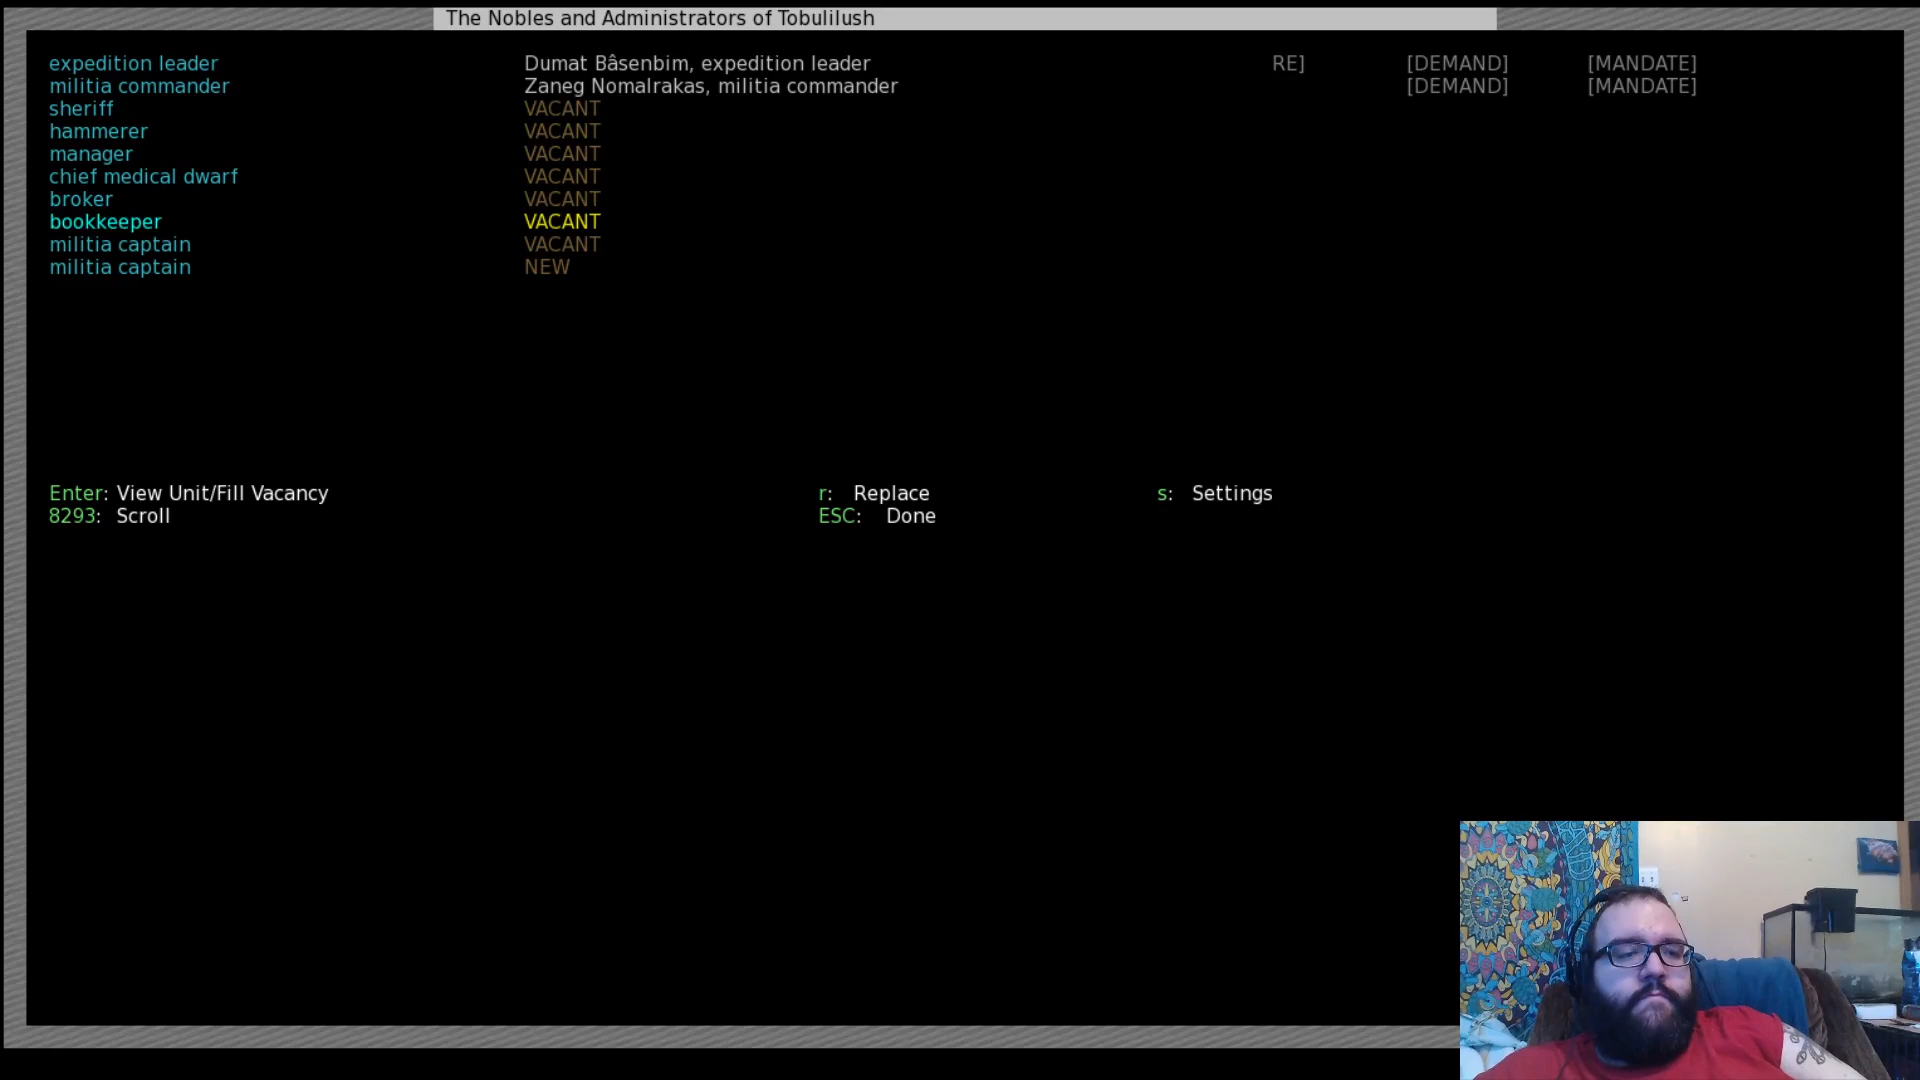 The Nobles and Administrators of Tobulilush
expedition leader Dumat Bâsenbim, expedition leader RE] [DEMAND] [MANDATE]
militia commander Zaneg Nomalrakas, militia commander [DEMAND] [MANDATE]
sheriff VACANT
hammerer VACANT
manager VACANT
chief medical dwarf VACANT
broker VACANT
bookkeeper VACANT
militia captain VACANT
militia captain NEW
Enter: View Unit/Fill Vacancy r: Replace s: Settings
8293: Scroll ESC: Done